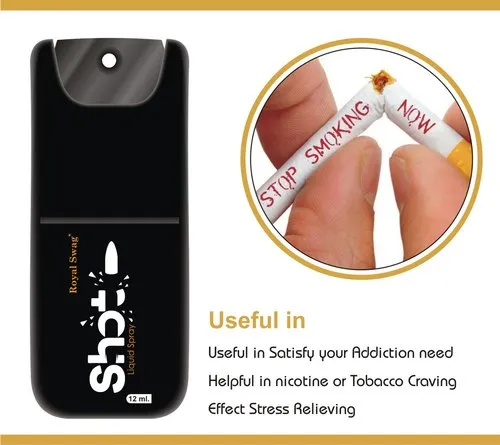 Royal Swag
Shot
Liquid Spray
12 ml.
STOP SMOKING
NOW
Useful in
Useful in Satisfy your Addiction need
Helpful in nicotine or Tobacco Craving
Effect Stress Relieving